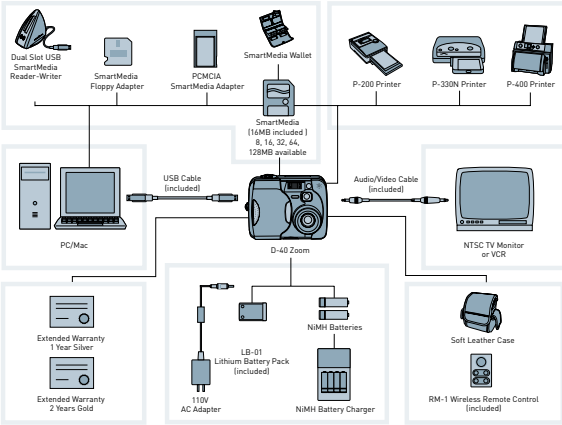 Dual Slot USB
SmartMedia
Reader-Writer
SmartMedia
Floppy Adapter
PCMCIA
SmartMedia Adapter
SmartMedia Wallet
SmartMedia
(16MB included )
8, 16, 32, 64,
128MB available
P-200 Printer
P-330N Printer
P-400 Printer
PC/Mac
USB Cable
(included)
D-40 Zoom
Audio/Video Cable
(included)
NTSC TV Monitor
or VCR
Extended Warranty
1 Year Silver
Extended Warranty
2 Years Gold
110V
AC Adapter
LB-01
Lithium Battery Pack
(included)
NiMH Batteries
NiMH Battery Charger
Soft Leather Case
RM-1 Wireless Remote Control
(included)